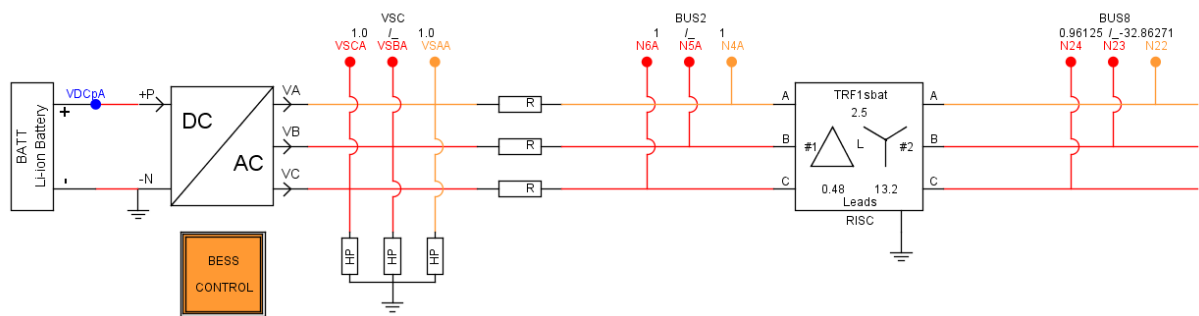 VSC
1.0 /_ 1.0
VSCA VSBA VSAA
BUS2
1 /_ 1
N6A N5A N4A
BUS8
0.96125 /_-32.86271
N24 N23 N22
BATT
Li-ion Battery
+
-
VDCpA
+P
-N
DC
AC
VA
VB
VC
R
R
R
HP
HP
HP
A
B
C
TRF1sbat
2.5
#1
L
#2
0.48 13.2
Leads
RISC
A
B
C
BESS
CONTROL